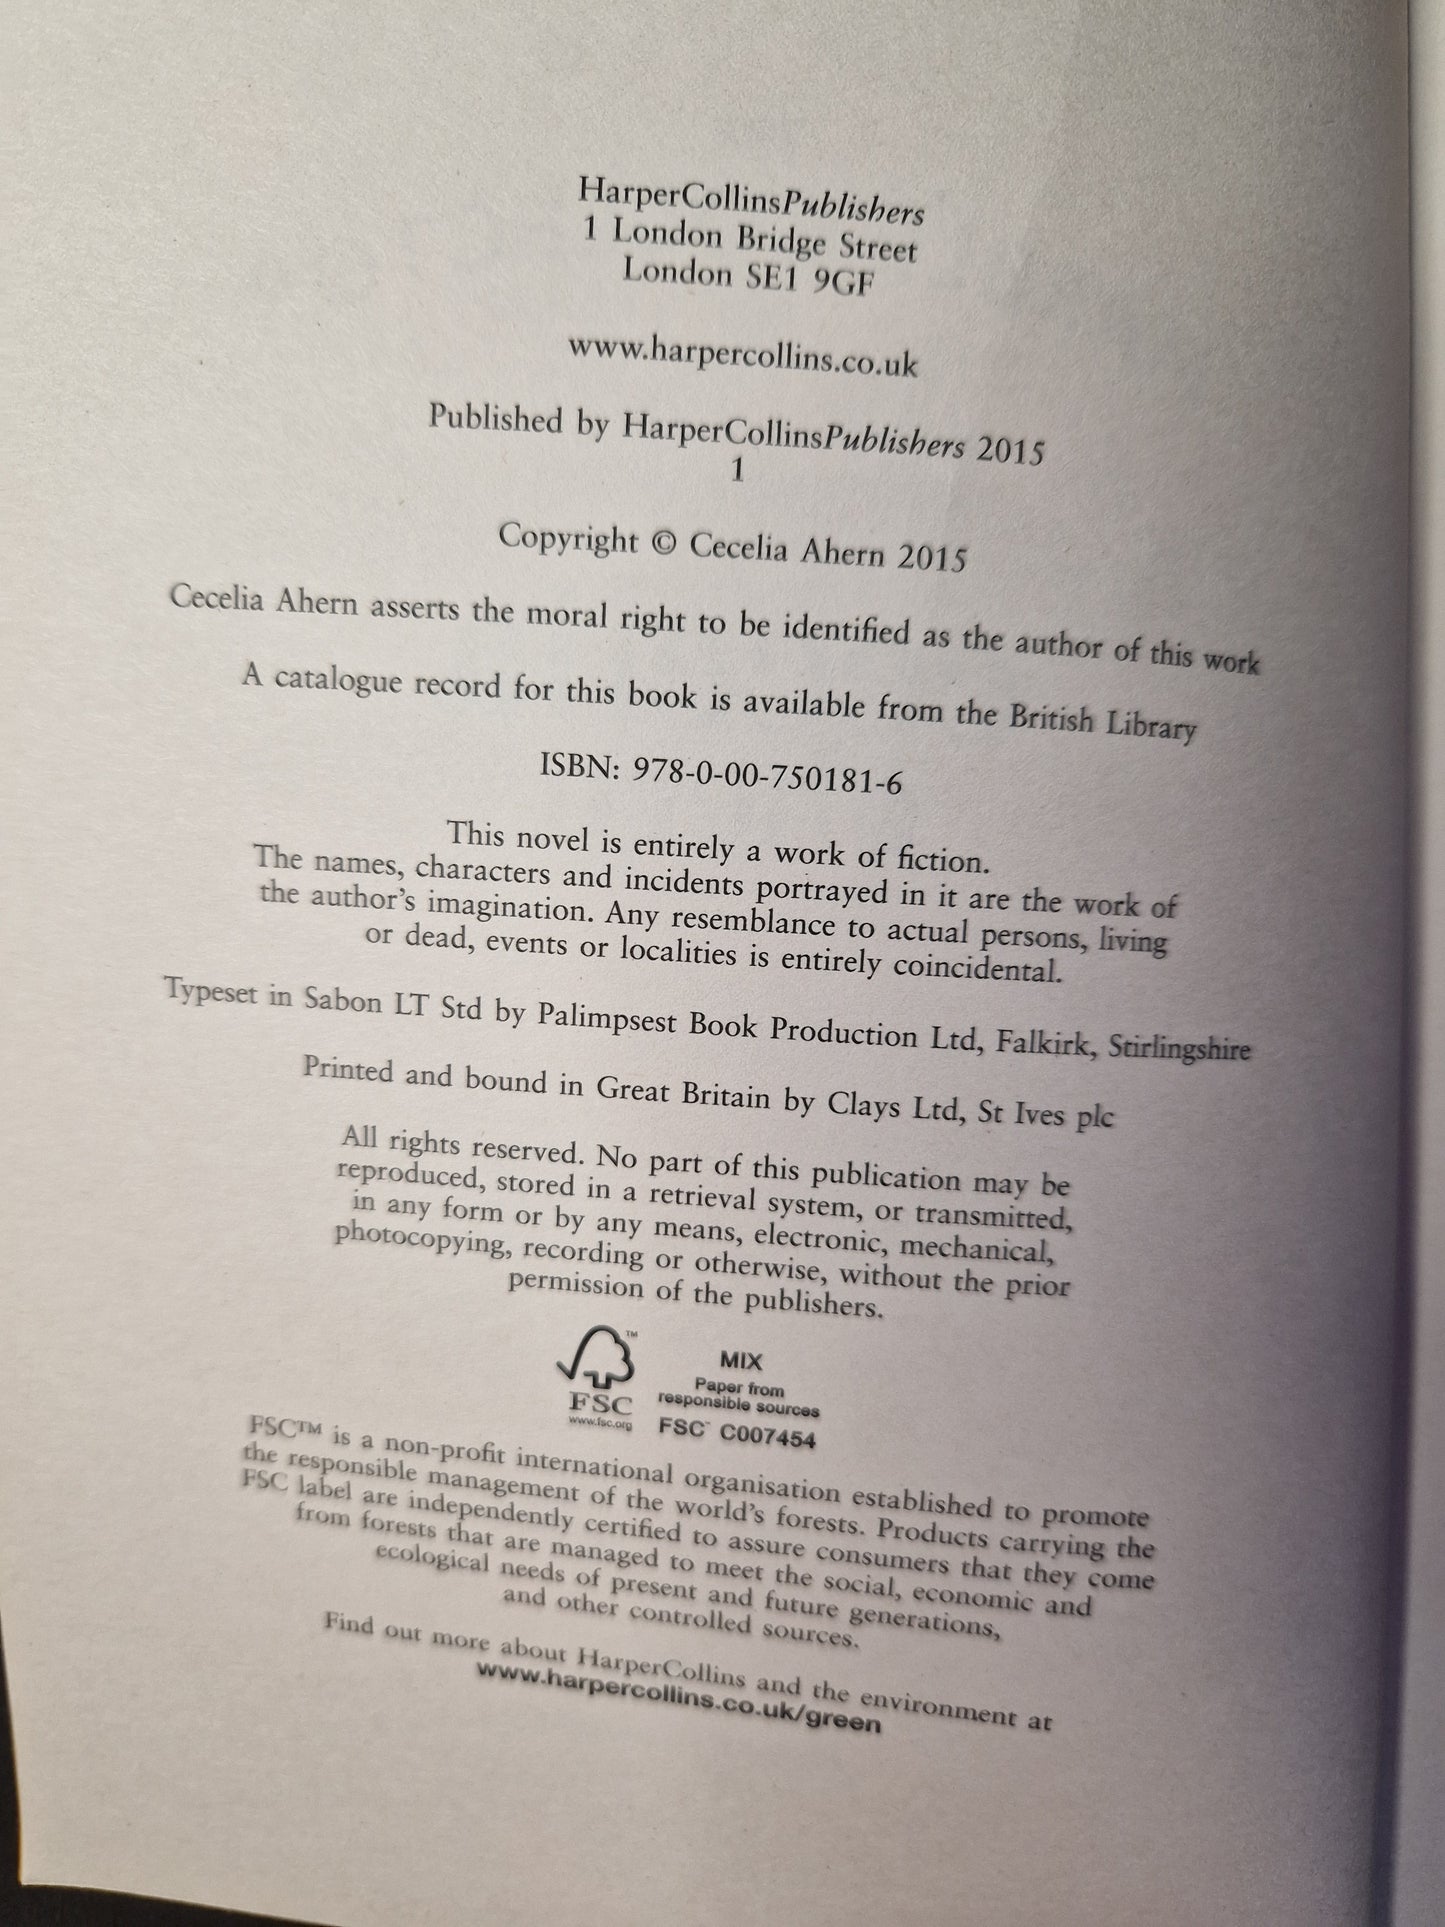 HarperCollinsPublishers
1 London Bridge Street
London SE1 9GF
www.harpercollins.co.uk
Published by HarperCollinsPublishers 2015
1
Copyright © Cecelia Ahern 2015
Cecelia Ahern asserts the moral right to be identified as the author of this work
A catalogue record for this book is available from the British Library
ISBN: 978-0-00-750181-6
This novel is entirely a work of fiction.
The names, characters and incidents portrayed in it are the work of
the author's imagination. Any resemblance to actual persons, living
or dead, events or localities is entirely coincidental.
Typeset in Sabon LT Std by Palimpsest Book Production Ltd, Falkirk, Stirlingshire
Printed and bound in Great Britain by Clays Ltd, St Ives plc
All rights reserved. No part of this publication may be
reproduced, stored in a retrieval system, or transmitted,
in any form or by any means, electronic, mechanical,
photocopying, recording or otherwise, without the prior
permission of the publishers.
™
FSC
www.fsc.org
MIX
Paper from
responsible sources
FSC™ C007454
FSC™ is a non-profit international organisation established to promote
the responsible management of the world's forests. Products carrying the
FSC label are independently certified to assure consumers that they come
from forests that are managed to meet the social, economic and
ecological needs of present and future generations,
and other controlled sources.
Find out more about HarperCollins and the environment at
www.harpercollins.co.uk/green